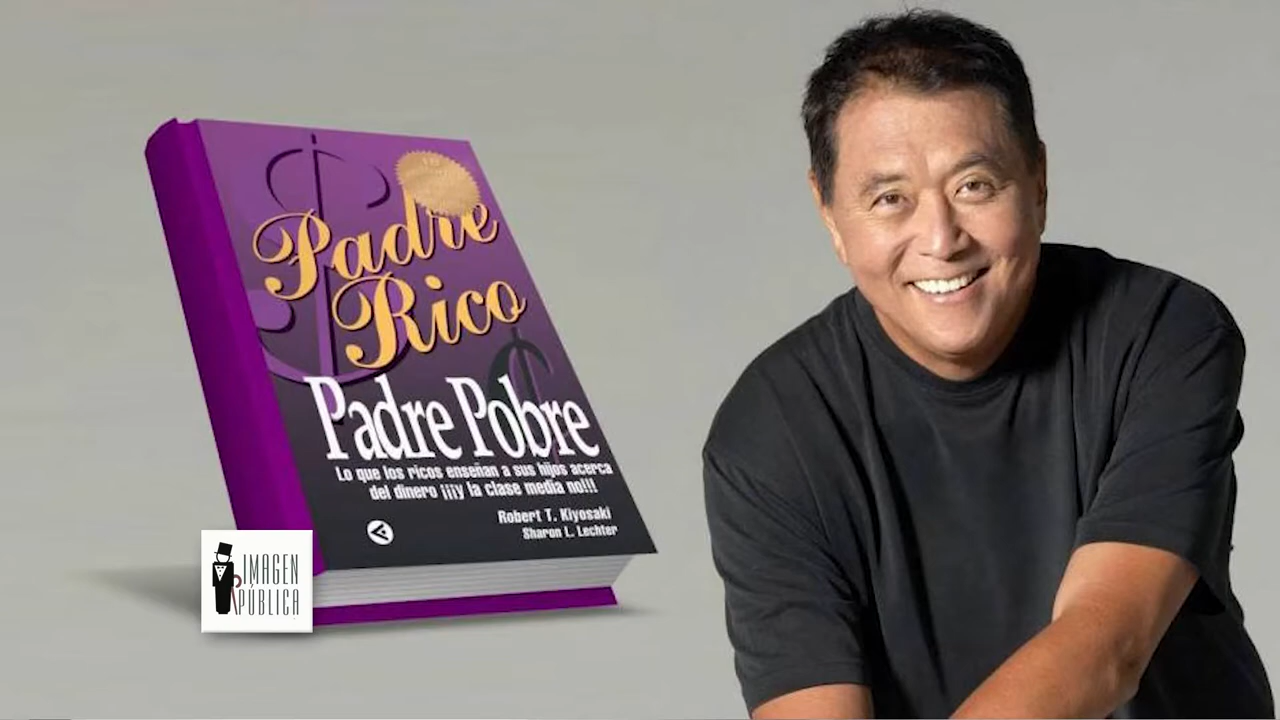 Padre
Rico
Padre Pobre
Lo que los ricos enseñan a sus hijos acerca
del dinero ¡¡¡y la clase media no!!!
Robert T. Kiyosaki
Sharon L. Lechter
IMAGEN
PÚBLICA